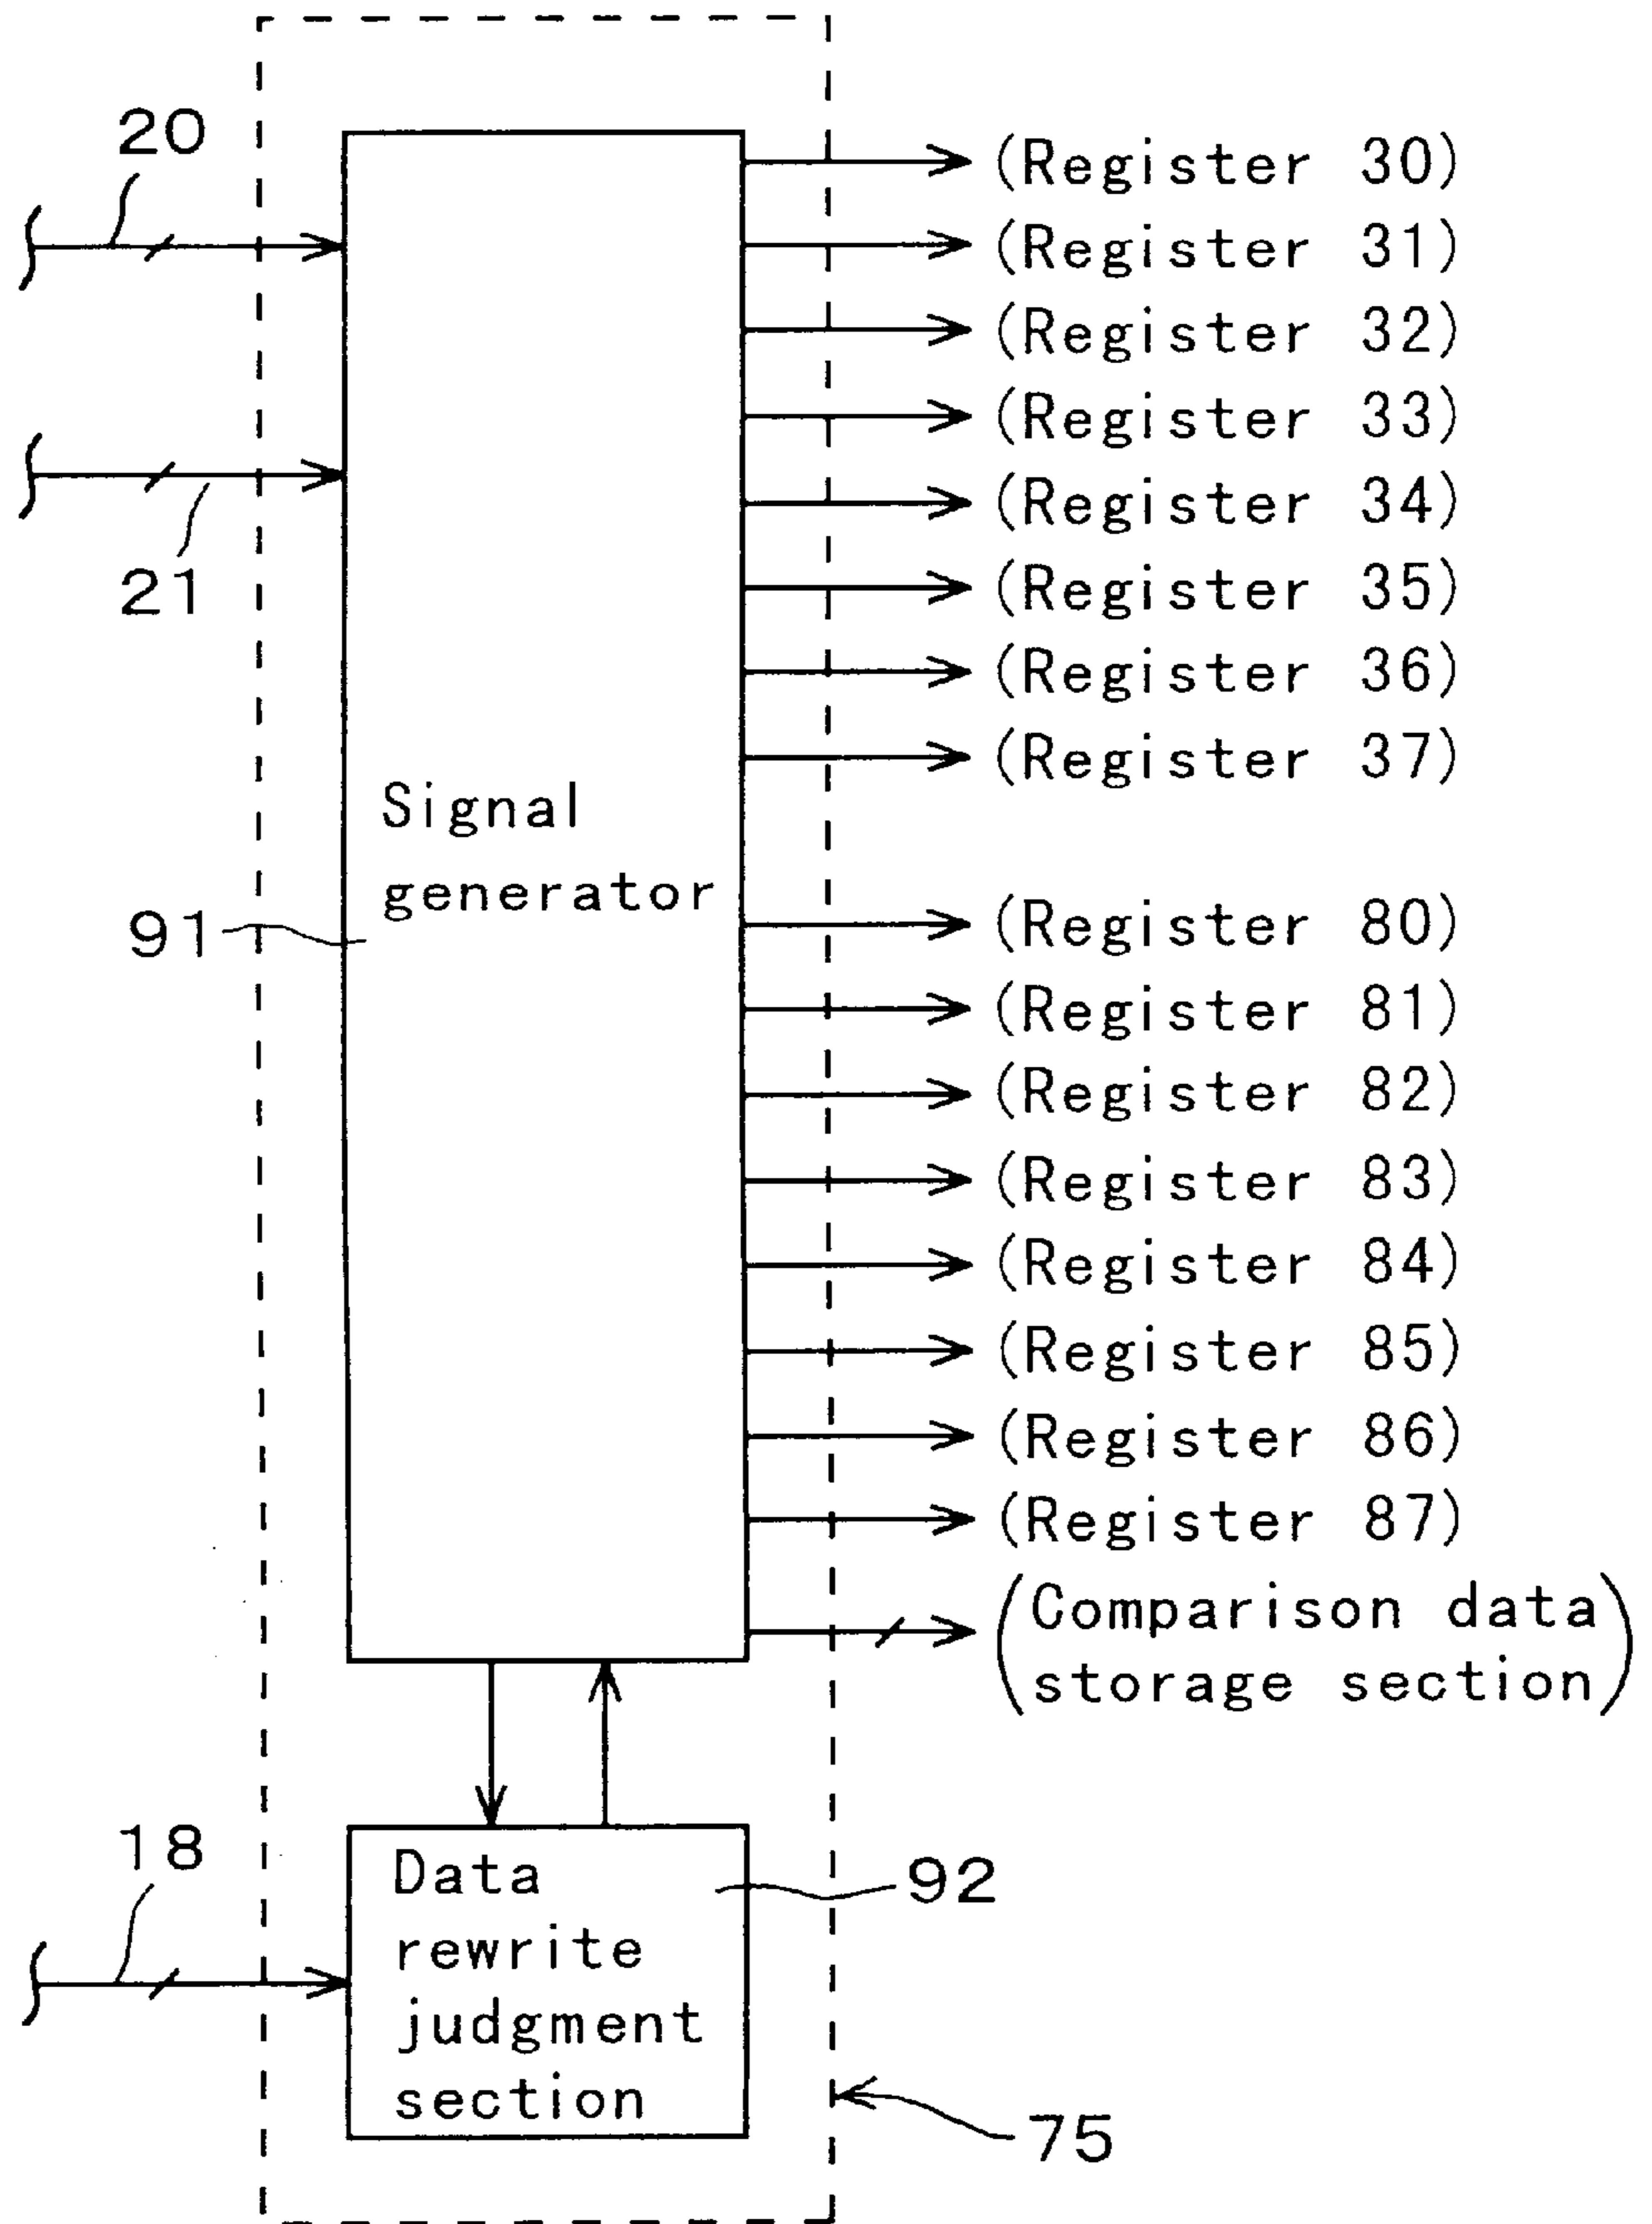 20
(Register 30)
(Register 31)
(Register 32)
(Register 33)
(Register 34)
21
(Register 35)
(Register 36)
(Register 37)
Signal
generator
91
(Register 80)
(Register 81)
(Register 82)
(Register 83)
(Register 84)
(Register 85)
(Register 86)
(Register 87)
(Comparison data
storage section)
18
Data
rewrite
judgment
section
92
75